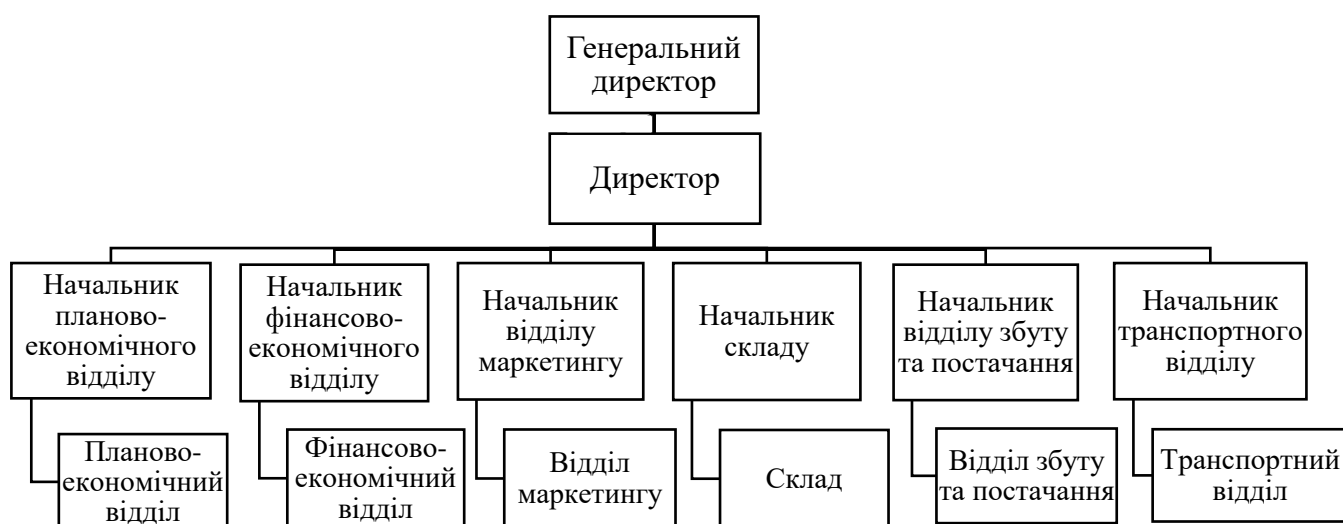 Генеральний
директор
Директор
Начальник
планово-
економічного
відділу
Начальник
фінансово-
економічного
відділу
Начальник
відділу
маркетингу
Начальник
складу
Начальник
відділу збуту
та постачання
Начальник
транспортного
відділу
Планово-
економічний
відділ
Фінансово-
економічний
відділ
Відділ
маркетингу
Склад
Відділ збуту
та постачання
Транспортний
відділ